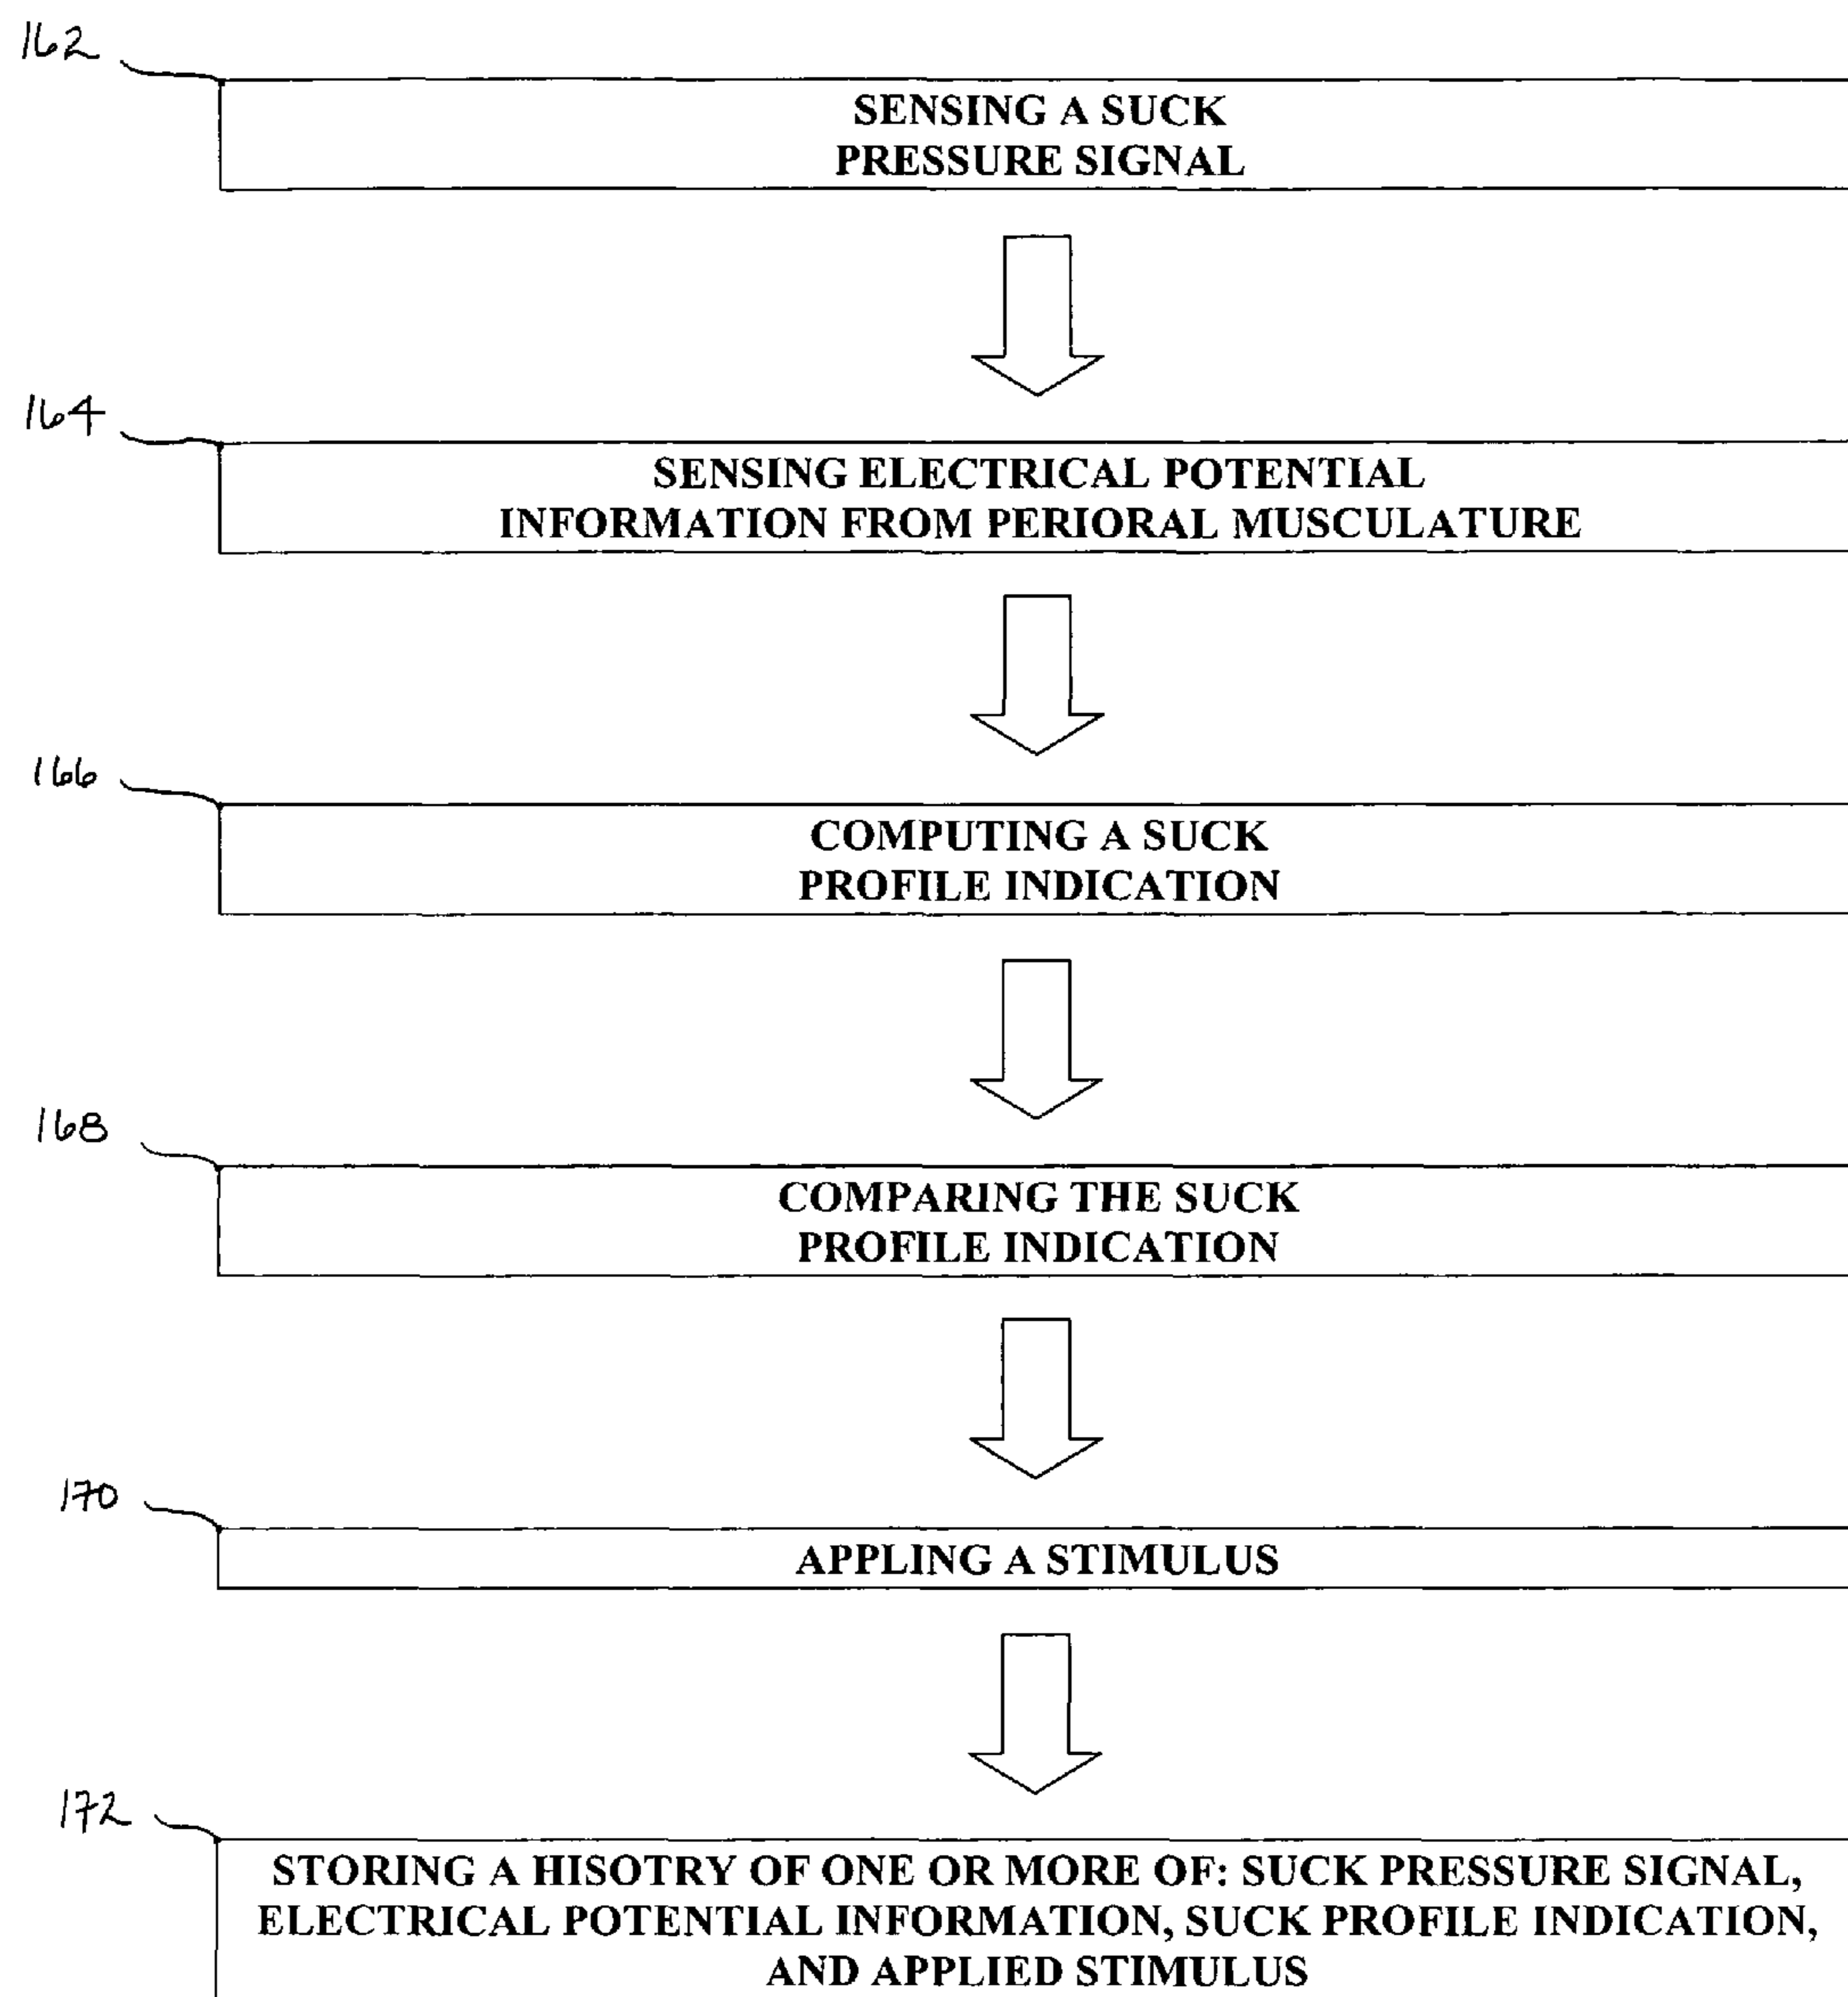 162
SENSING A SUCK
PRESSURE SIGNAL
164
SENSING ELECTRICAL POTENTIAL
INFORMATION FROM PERIORAL MUSCULATURE
166
COMPUTING A SUCK
PROFILE INDICATION
168
COMPARING THE SUCK
PROFILE INDICATION
170
APPLING A STIMULUS
172
STORING A HISOTRY OF ONE OR MORE OF: SUCK PRESSURE SIGNAL,
ELECTRICAL POTENTIAL INFORMATION, SUCK PROFILE INDICATION,
AND APPLIED STIMULUS